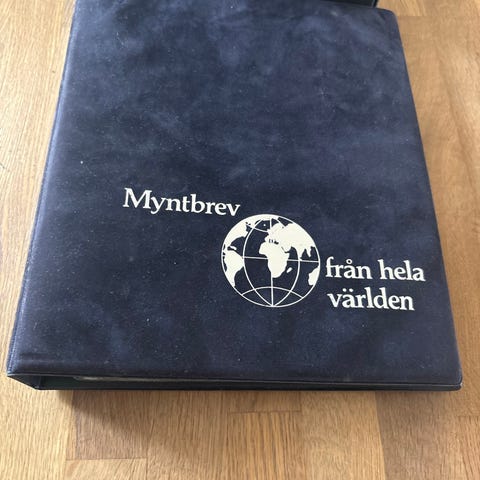 Myntbrev
från hela
världen